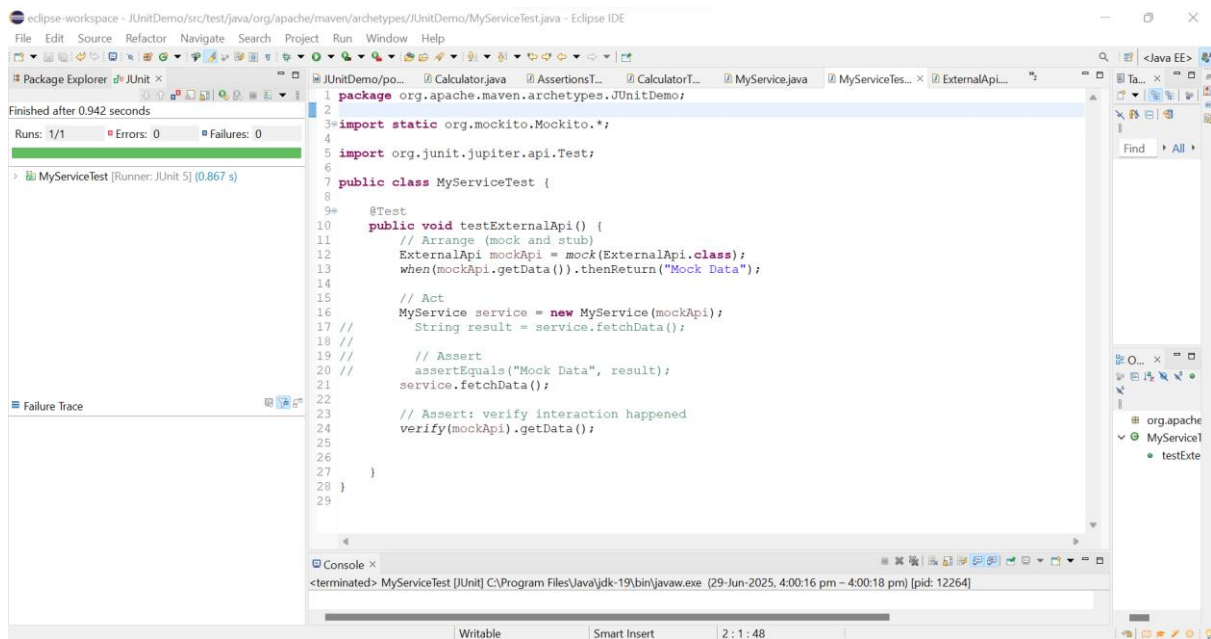 eclipse-workspace - JUnitDemo/src/test/java/org/apache/maven/archetypes/JUnitDemo/MyServiceTest.java - Eclipse IDE
File Edit Source Refactor Navigate Search Project Run Window Help
<Java EE>
Package Explorer JUnit ×
Finished after 0.942 seconds
Runs: 1/1 Errors: 0 Failures: 0
MyServiceTest [Runner: JUnit 5] (0.867 s)
Failure Trace
JUnitDemo/po... Calculator.java AssertionsT... CalculatorT... MyService.java MyServiceTes... × ExternalApi.... »2
1 package org.apache.maven.archetypes.JUnitDemo;
2
3 import static org.mockito.Mockito.*;
4
5 import org.junit.jupiter.api.Test;
6
7 public class MyServiceTest {
8
9 @Test
10 public void testExternalApi() {
11 // Arrange (mock and stub)
12 ExternalApi mockApi = mock(ExternalApi.class);
13 when(mockApi.getData()).thenReturn("Mock Data");
14
15 // Act
16 MyService service = new MyService(mockApi);
17 // String result = service.fetchData();
18 //
19 // // Assert
20 // assertEquals("Mock Data", result);
21 service.fetchData();
22
23 // Assert: verify interaction happened
24 verify(mockApi).getData();
25
26
27 }
28 }
29
Ta... ×
Find All
O... ×
org.apache
MyServiceT
testExte
Console ×
<terminated> MyServiceTest [JUnit] C:\Program Files\Java\jdk-19\bin\javaw.exe (29-Jun-2025, 4:00:16 pm – 4:00:18 pm) [pid: 12264]
Writable Smart Insert 2 : 1 : 48